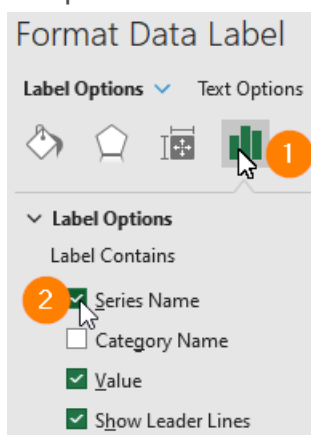 Format Data Label
Label Options Text Options
1
Label Options
Label Contains
2 Series Name
Category Name
Value
Show Leader Lines